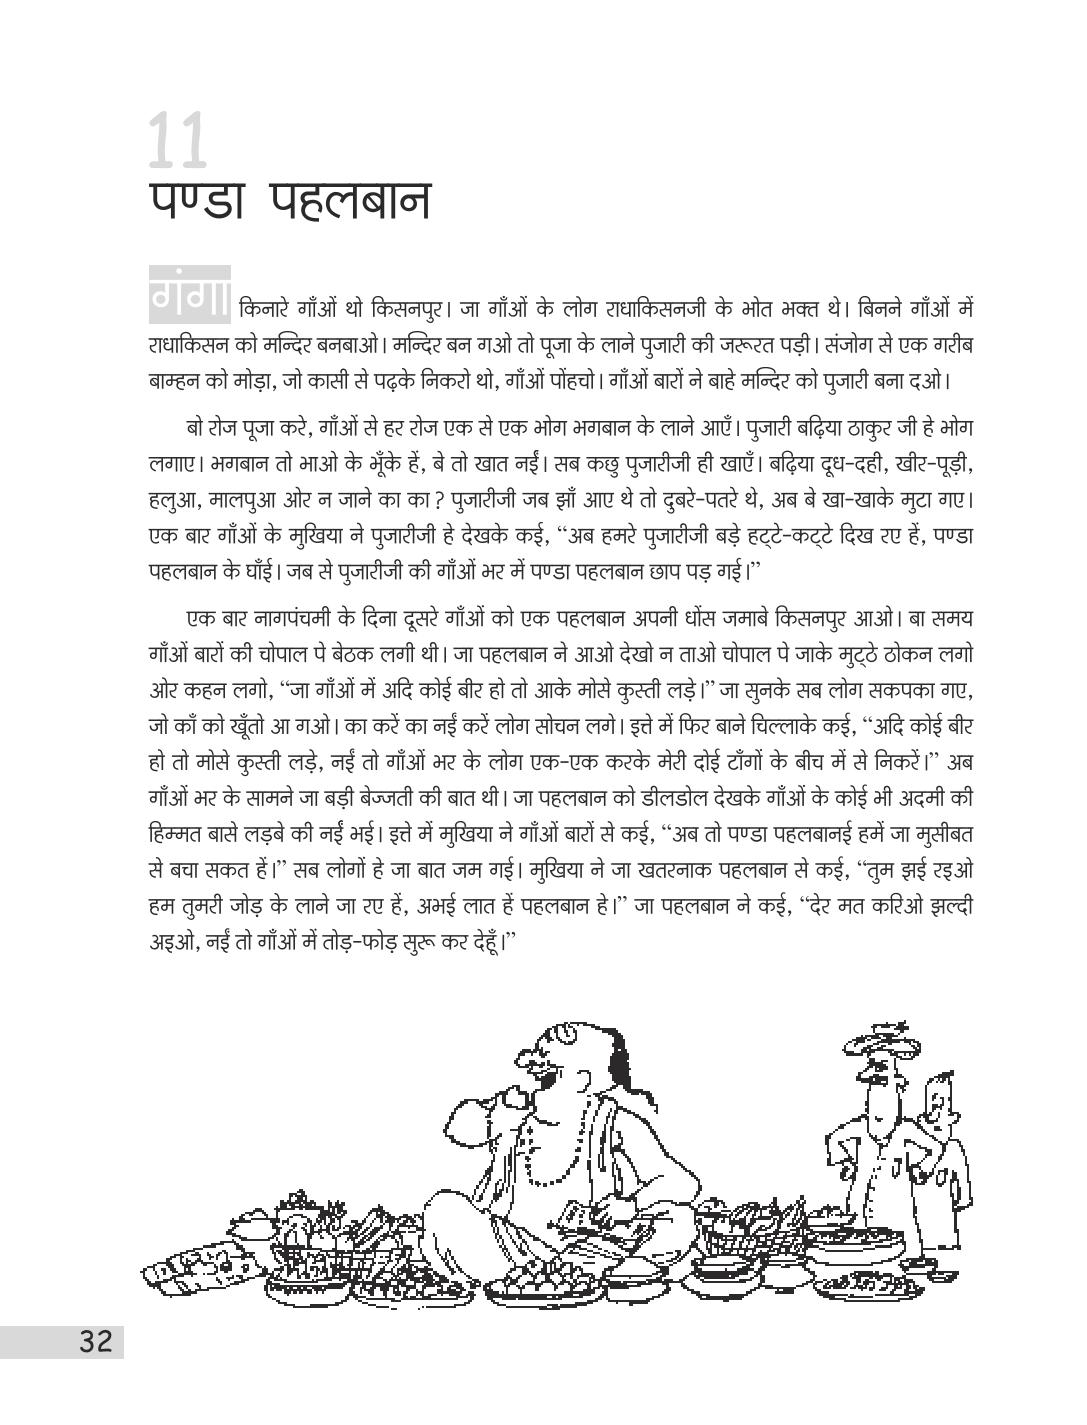 11
पण्डा पहलबान
गंगा किनारे गाँओं थो किसनपुर। जा गाँओं के लोग राधाकिसनजी के भोत भक्त थे। बिनने गाँओं में
राधाकिसन को मन्दिर बनबाओ। मन्दिर बन गओ तो पूजा के लाने पुजारी की जरूरत पड़ी। संजोग से एक गरीब
बाम्हन को मोड़ा, जो कासी से पढ़के निकरो थो, गाँओं पोंहचो। गाँओं बारों ने बाहे मन्दिर को पुजारी बना दओ।
बो रोज पूजा करे, गाँओं से हर रोज एक से एक भोग भगबान के लाने आएँ। पुजारी बढ़िया ठाकुर जी हे भोग
लगाए। भगबान तो भाओ के भूँके हें, बे तो खात नईं। सब कछु पुजारीजी ही खाएँ। बढ़िया दूध-दही, खीर-पूड़ी,
हलुआ, मालपुआ ओर न जाने का का? पुजारीजी जब झाँ आए थे तो दुबरे-पतरे थे, अब बे खा-खाके मुटा गए।
एक बार गाँओं के मुखिया ने पुजारीजी हे देखके कई, “अब हमरे पुजारीजी बड़े हट्टे-कट्टे दिख रए हें, पण्डा
पहलबान के घाँई। जब से पुजारीजी की गाँओं भर में पण्डा पहलबान छाप पड़ गई।”
एक बार नागपंचमी के दिना दूसरे गाँओं को एक पहलबान अपनी धोंस जमाबे किसनपुर आओ। बा समय
गाँओं बारों की चोपाल पे बेठक लगी थी। जा पहलबान ने आओ देखो न ताओ चोपाल पे जाके मुट्ठे ठोकन लगो
ओर कहन लगो, “जा गाँओं में अदि कोई बीर हो तो आके मोसे कुस्ती लड़े।” जा सुनके सब लोग सकपका गए,
जो काँ को खूँतो आ गओ। का करें का नईं करें लोग सोचन लगे। इत्ते में फिर बाने चिल्लाके कई, “अदि कोई बीर
हो तो मोसे कुस्ती लड़े, नईं तो गाँओं भर के लोग एक-एक करके मेरी दोई टाँगों के बीच में से निकरें।” अब
गाँओं भर के सामने जा बड़ी बेज्जती की बात थी। जा पहलबान को डीलडोल देखके गाँओं के कोई भी अदमी की
हिम्मत बासे लड़बे की नईं भई। इत्ते में मुखिया ने गाँओं बारों से कई, “अब तो पण्डा पहलबानई हमें जा मुसीबत
से बचा सकत हें।” सब लोगों हे जा बात जम गई। मुखिया ने जा खतरनाक पहलबान से कई, “तुम झई रइओ
हम तुमरी जोड़ के लाने जा रए हें, अभई लात हें पहलबान हे।” जा पहलबान ने कई, “देर मत करिओ झल्दी
अइओ, नईं तो गाँओं में तोड़-फोड़ सुरू कर देहूँ।”
32